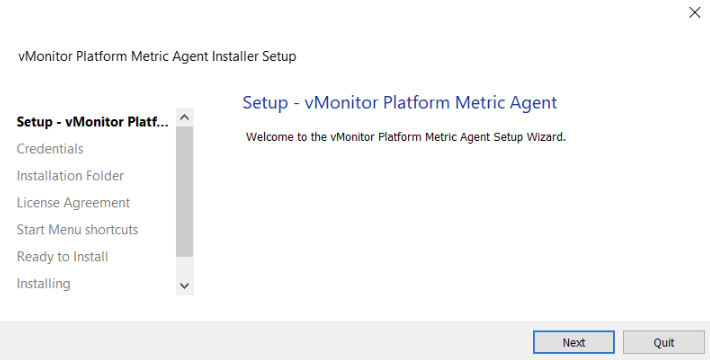 vMonitor Platform Metric Agent Installer Setup
Setup - vMonitor Platf...
Credentials
Installation Folder
License Agreement
Start Menu shortcuts
Ready to Install
Installing
Setup - vMonitor Platform Metric Agent
Welcome to the vMonitor Platform Metric Agent Setup Wizard.
Next
Quit